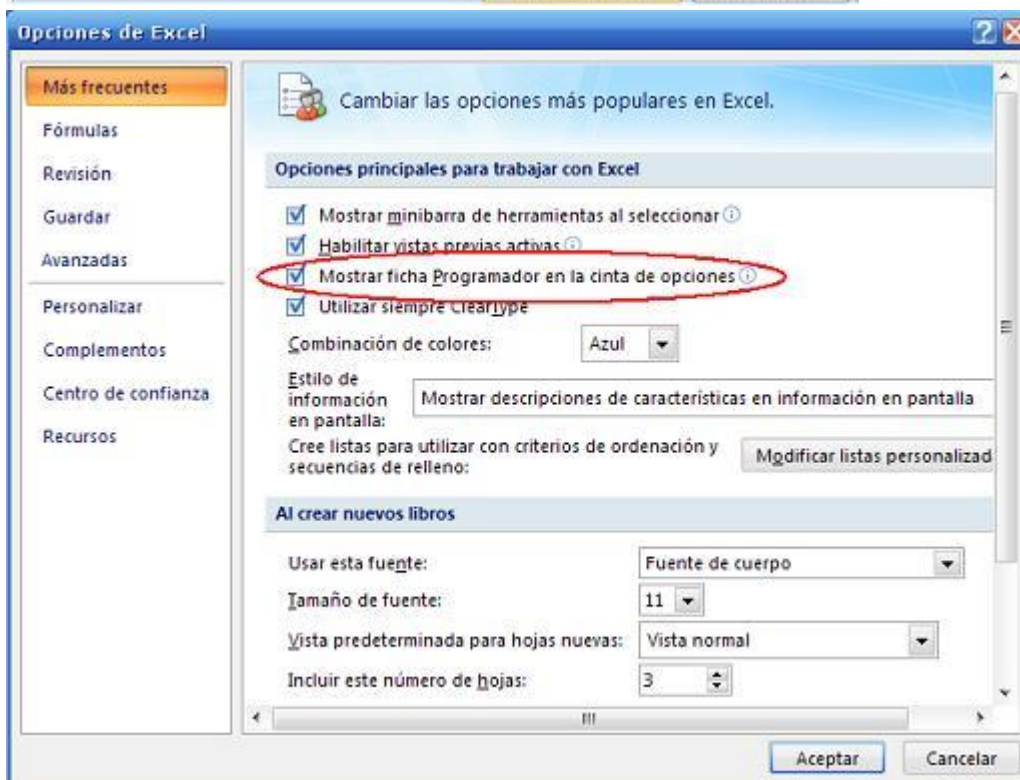 Opciones de Excel
Más frecuentes
Fórmulas
Revisión
Guardar
Avanzadas
Personalizar
Complementos
Centro de confianza
Recursos
Cambiar las opciones más populares en Excel.
Opciones principales para trabajar con Excel
Mostrar minibarra de herramientas al seleccionar
Habilitar vistas previas activas
Mostrar ficha Programador en la cinta de opciones
Utilizar siempre ClearType
Combinación de colores: Azul
Estilo de
información
en pantalla:
Mostrar descripciones de características en información en pantalla
Cree listas para utilizar con criterios de ordenación y
secuencias de relleno:
Modificar listas personalizad
Al crear nuevos libros
Usar esta fuente: Fuente de cuerpo
Tamaño de fuente: 11
Vista predeterminada para hojas nuevas: Vista normal
Incluir este número de hojas: 3
Aceptar Cancelar